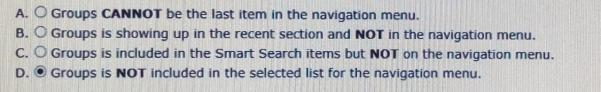 A. Groups CANNOT be the last item in the navigation menu.
B. Groups is showing up in the recent section and NOT in the navigation menu.
C. Groups is included in the Smart Search items but NOT on the navigation menu.
D. Groups is NOT included in the selected list for the navigation menu.